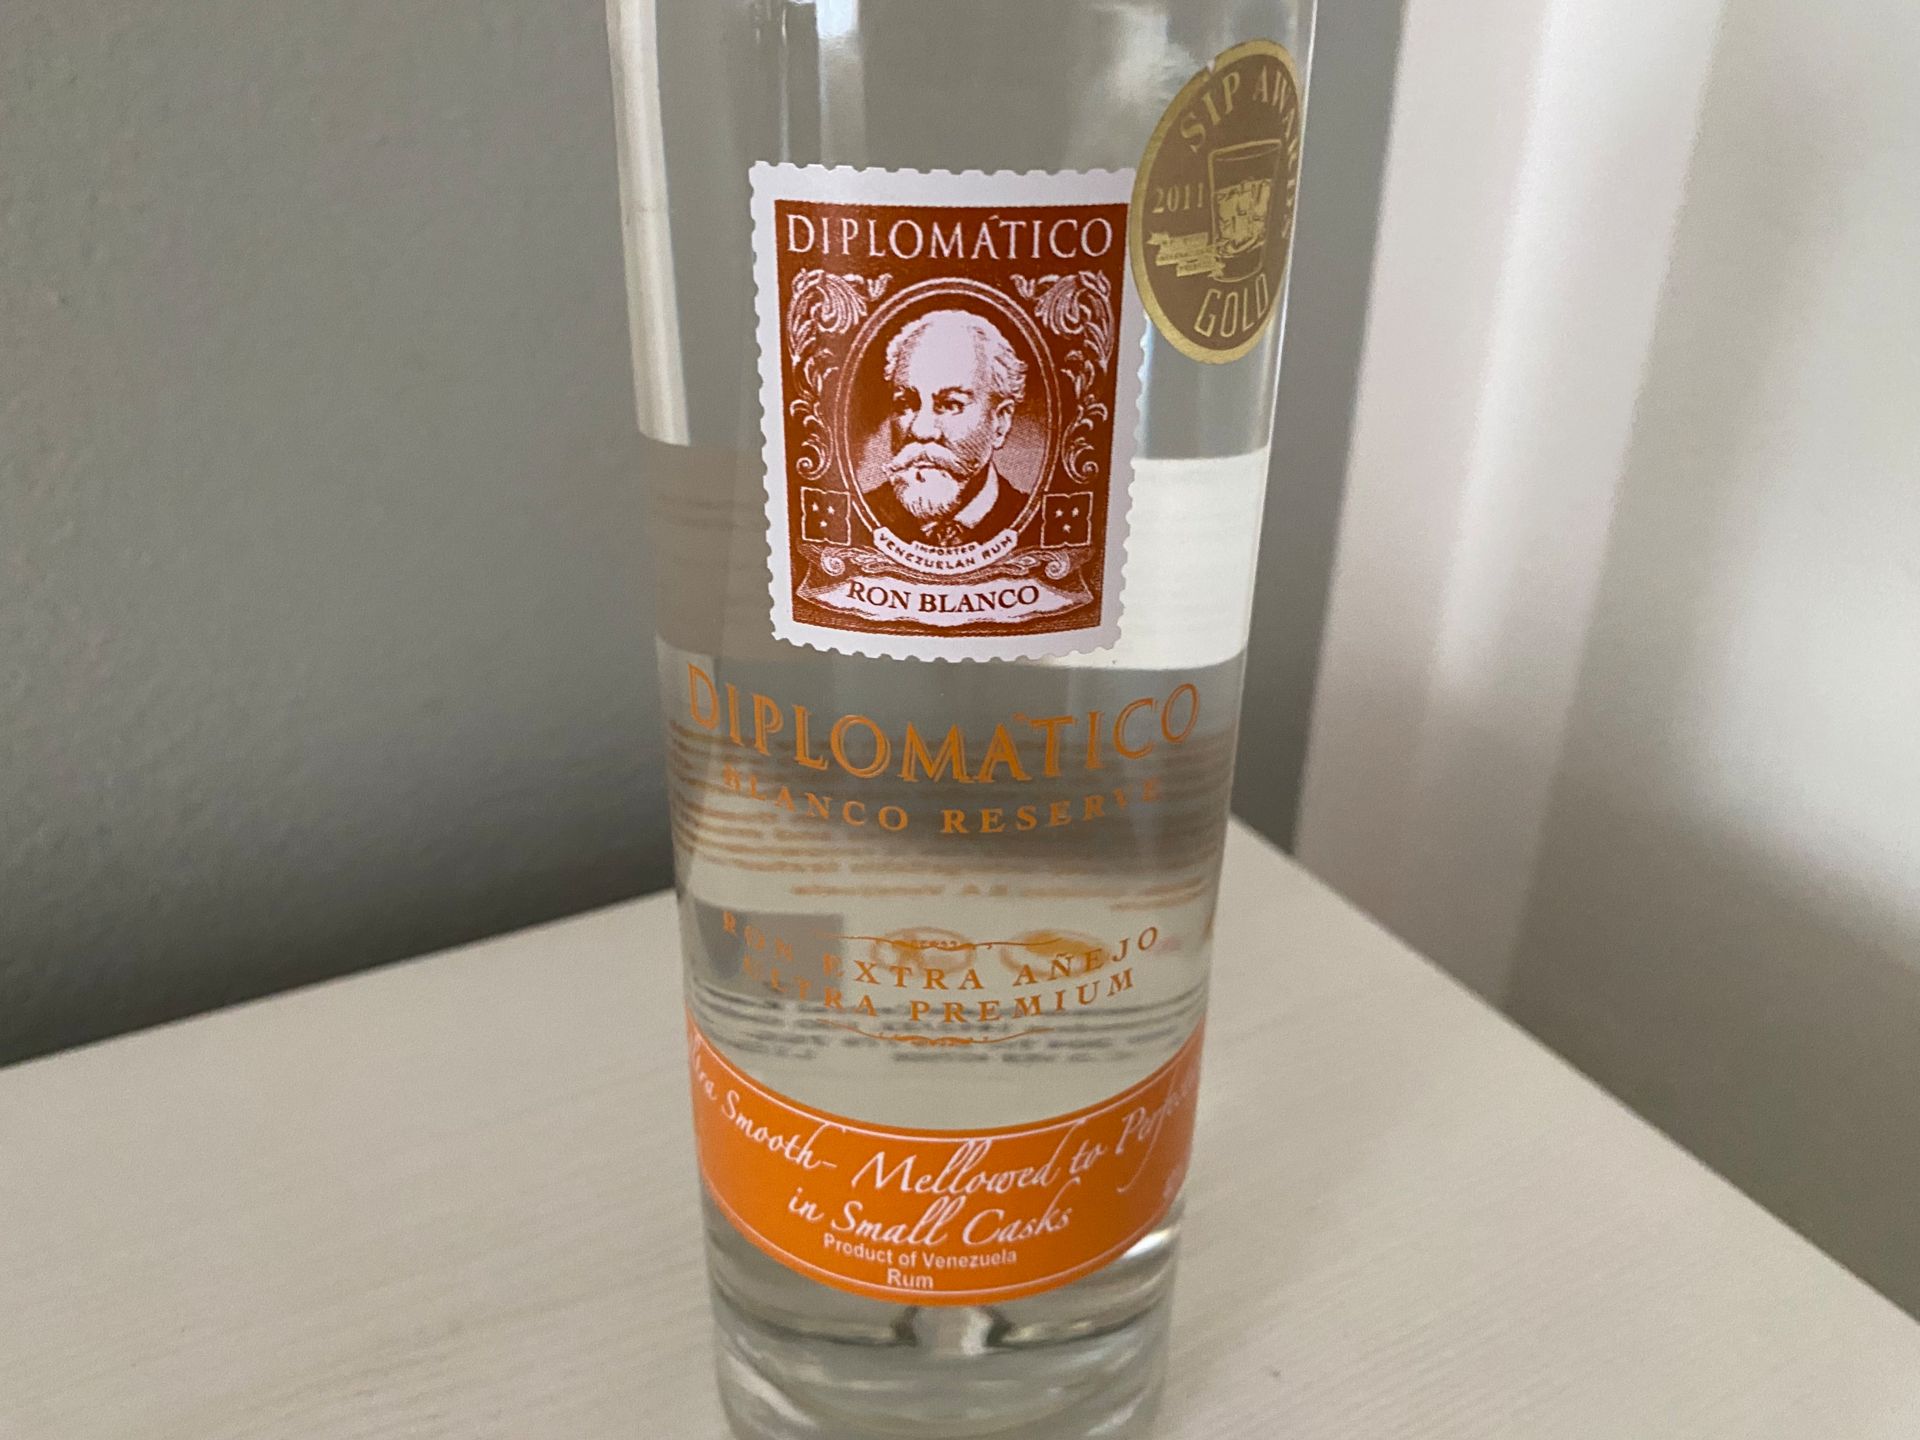 SIP AWARDS
2011
GOLD
DIPLOMÁTICO
IMPORTED
VENEZUELAN RUM
RON BLANCO
DIPLOMÁTICO
BLANCO RESERVE
RON EXTRA AÑEJO
ULTRA PREMIUM
Smooth- Mellowed to
in Small Casks
Product of Venezuela
Rum